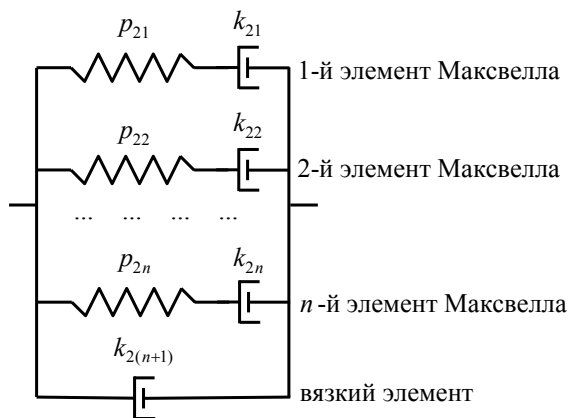 p₂₁ k₂₁
1-й элемент Максвелла
p₂₂ k₂₂
2-й элемент Максвелла
... ... ... ...
p₂ₙ k₂ₙ
n-й элемент Максвелла
k₂₍ₙ₊₁₎
вязкий элемент